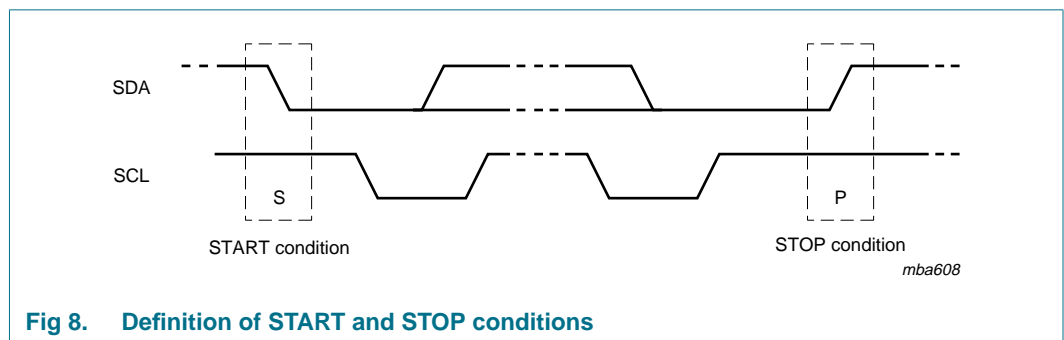 SDA
SCL
S
P
START condition
STOP condition
mba608
Fig 8. Definition of START and STOP conditions